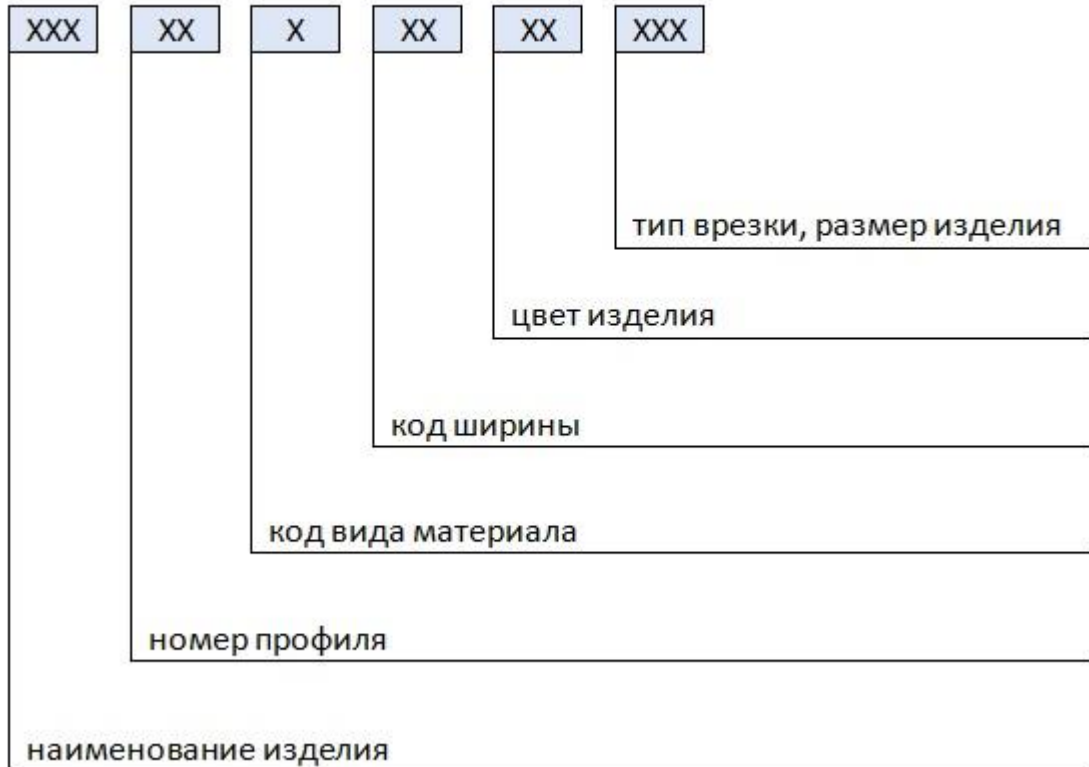 XXX XX X XX XX XXX
тип врезки, размер изделия
цвет изделия
код ширины
код вида материала
номер профиля
наименование изделия